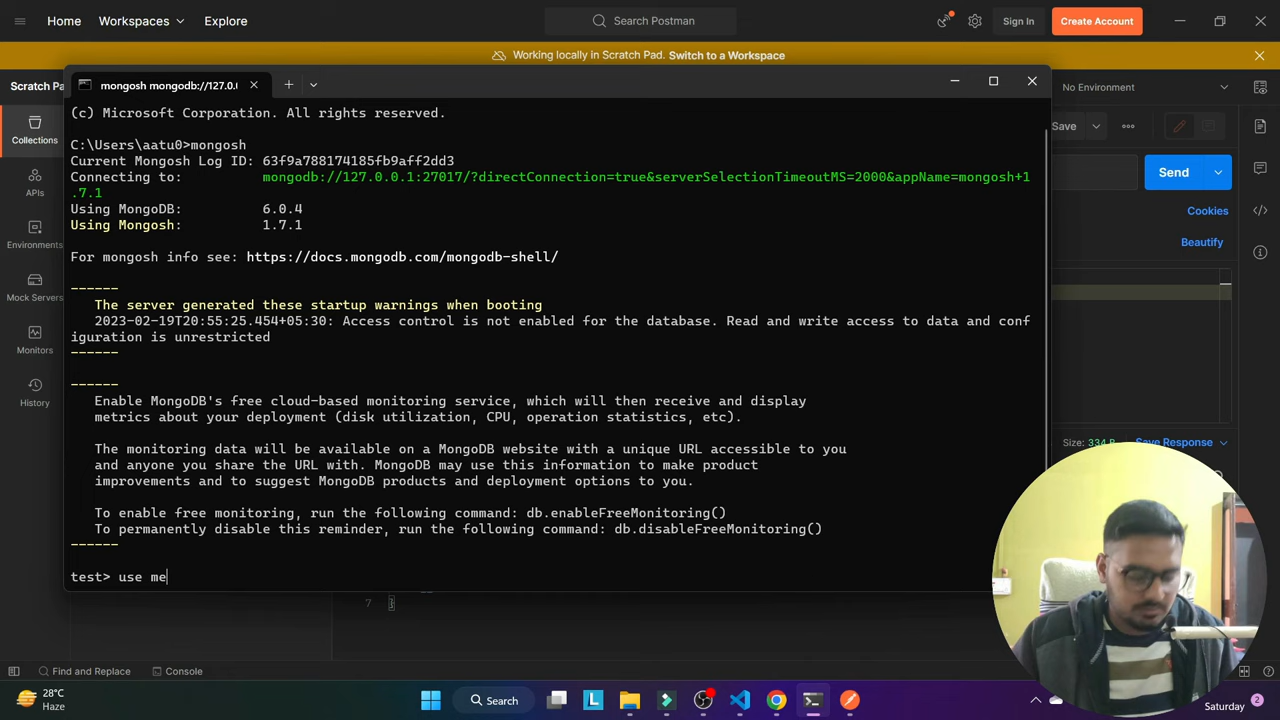 Home Workspaces Explore Search Postman Sign In Create Account
Working locally in Scratch Pad. Switch to a Workspace
Scratch Pa
mongosh mongodb://127.0.
No Environment
(c) Microsoft Corporation. All rights reserved.
Save
C:\Users\aatu0>mongosh
Collections
Current Mongosh Log ID: 63f9a788174185fb9aff2dd3
Connecting to: mongodb://127.0.0.1:27017/?directConnection=true&serverSelectionTimeoutMS=2000&appName=mongosh+1
.7.1
Send
APIs
Using MongoDB: 6.0.4
Cookies
Using Mongosh: 1.7.1
Environments
Beautify
For mongosh info see: https://docs.mongodb.com/mongodb-shell/
Mock Servers
------
The server generated these startup warnings when booting
2023-02-19T20:55:25.454+05:30: Access control is not enabled for the database. Read and write access to data and conf
iguration is unrestricted
------
Monitors
------
History
Enable MongoDB's free cloud-based monitoring service, which will then receive and display
metrics about your deployment (disk utilization, CPU, operation statistics, etc).
The monitoring data will be available on a MongoDB website with a unique URL accessible to you
and anyone you share the URL with. MongoDB may use this information to make product
improvements and to suggest MongoDB products and deployment options to you.
Size: 334 B Save Response
To enable free monitoring, run the following command: db.enableFreeMonitoring()
To permanently disable this reminder, run the following command: db.disableFreeMonitoring()
------
test> use me
7 }
Find and Replace Console
28°C
Haze
Search
Saturday 2